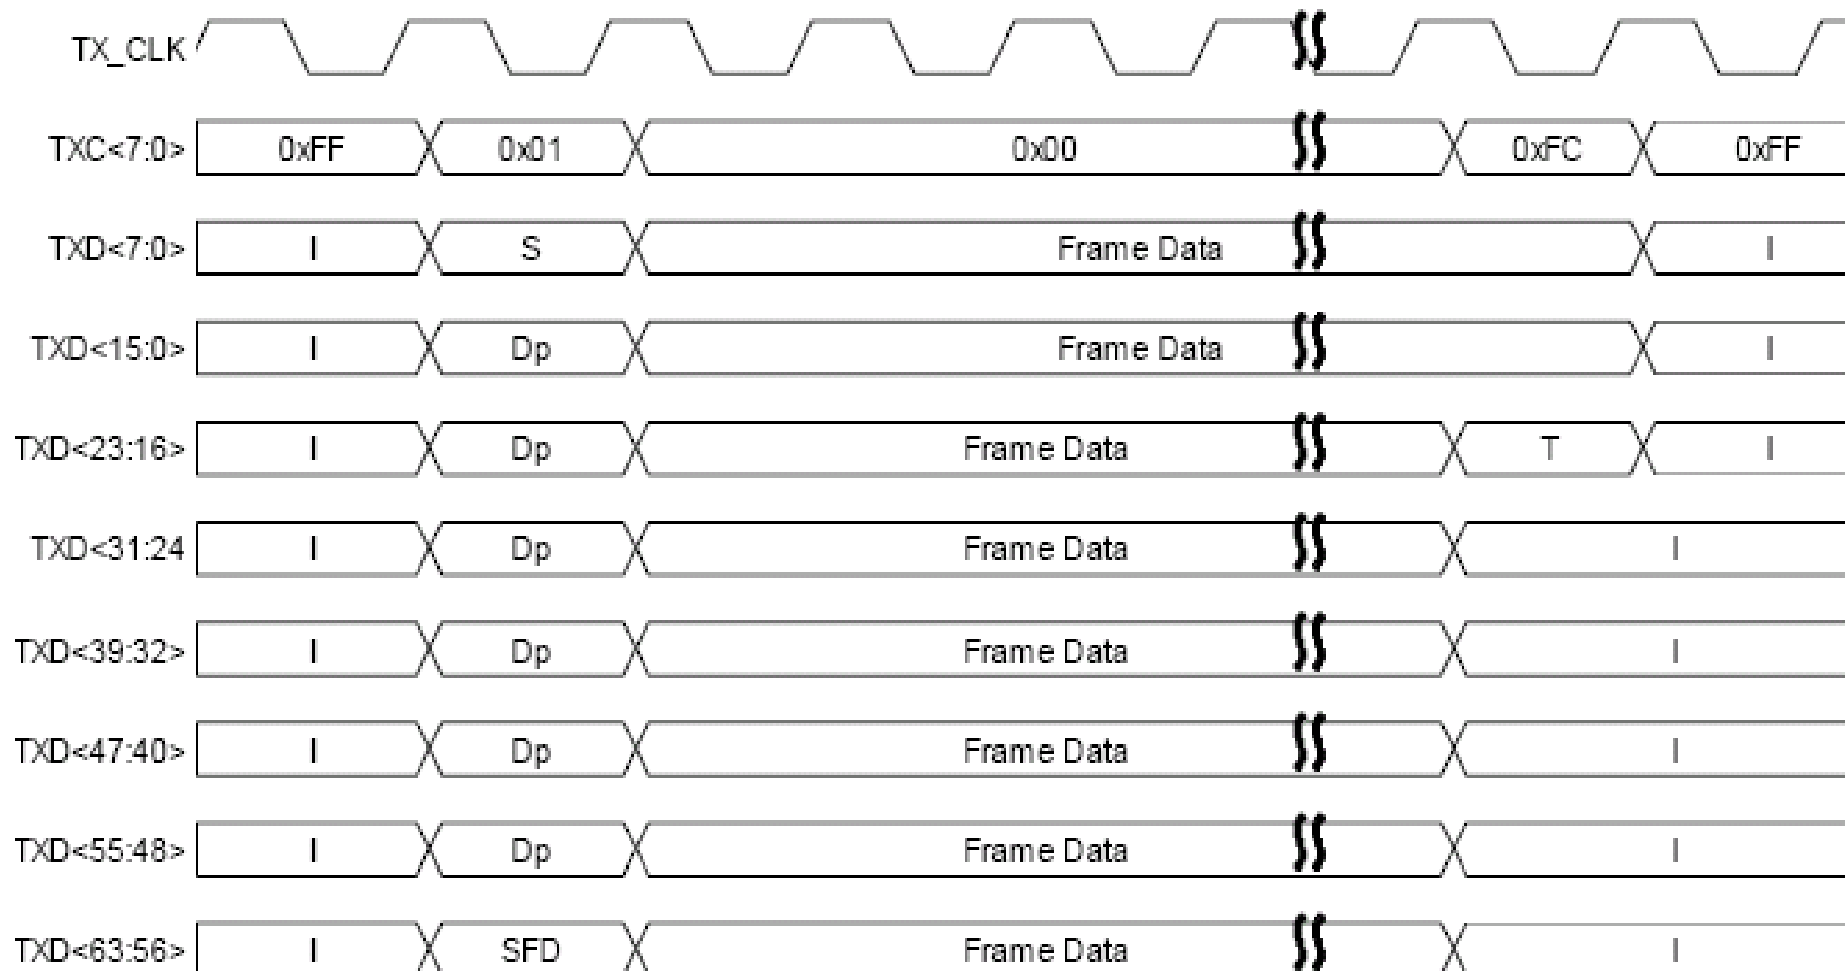 TX_CLK
TXC<7:0> 0xFF 0x01 0x00 0xFC 0xFF
TXD<7:0> I S Frame Data I
TXD<15:0> I Dp Frame Data I
TXD<23:16> I Dp Frame Data T I
TXD<31:24 I Dp Frame Data I
TXD<39:32> I Dp Frame Data I
TXD<47:40> I Dp Frame Data I
TXD<55:48> I Dp Frame Data I
TXD<63:56> I SFD Frame Data I